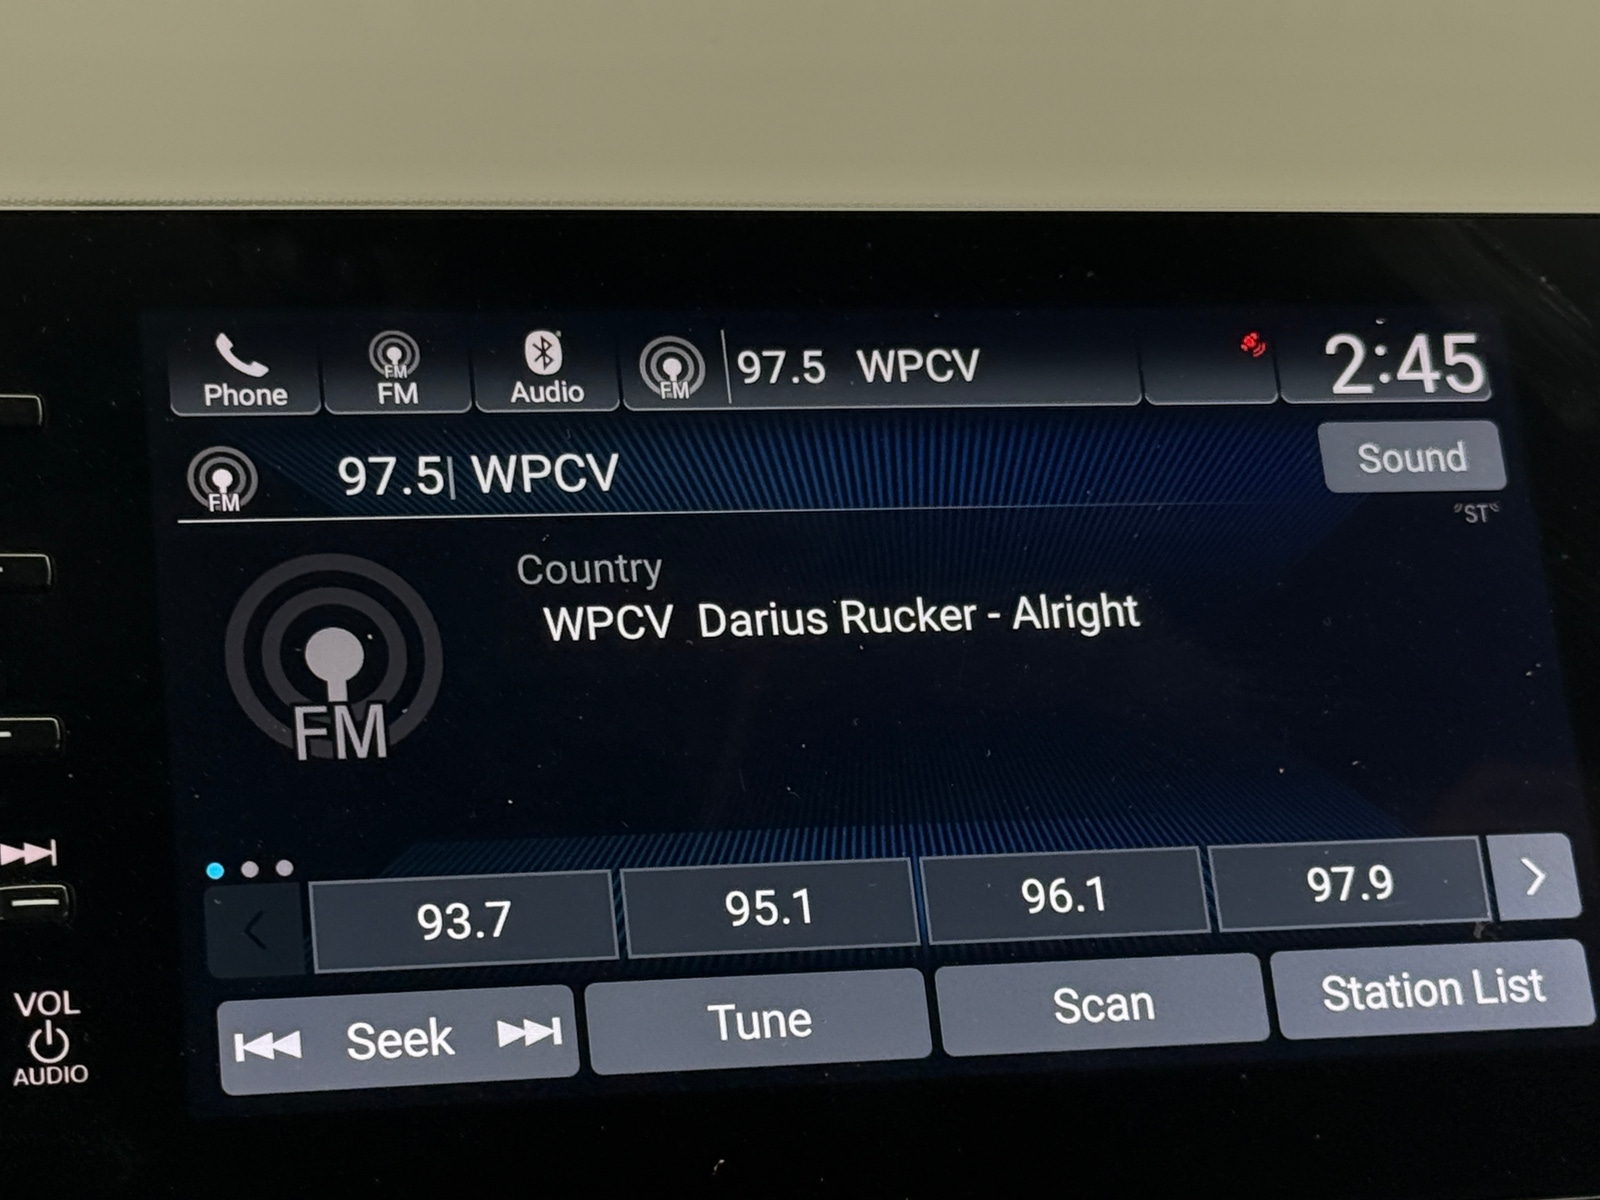 Phone
FM
FM
Audio
FM
97.5 WPCV
2:45
FM
97.5| WPCV
Sound
"ST"
Country
WPCV Darius Rucker - Alright
FM
93.7
95.1
96.1
97.9
Seek
Tune
Scan
Station List
VOL
AUDIO